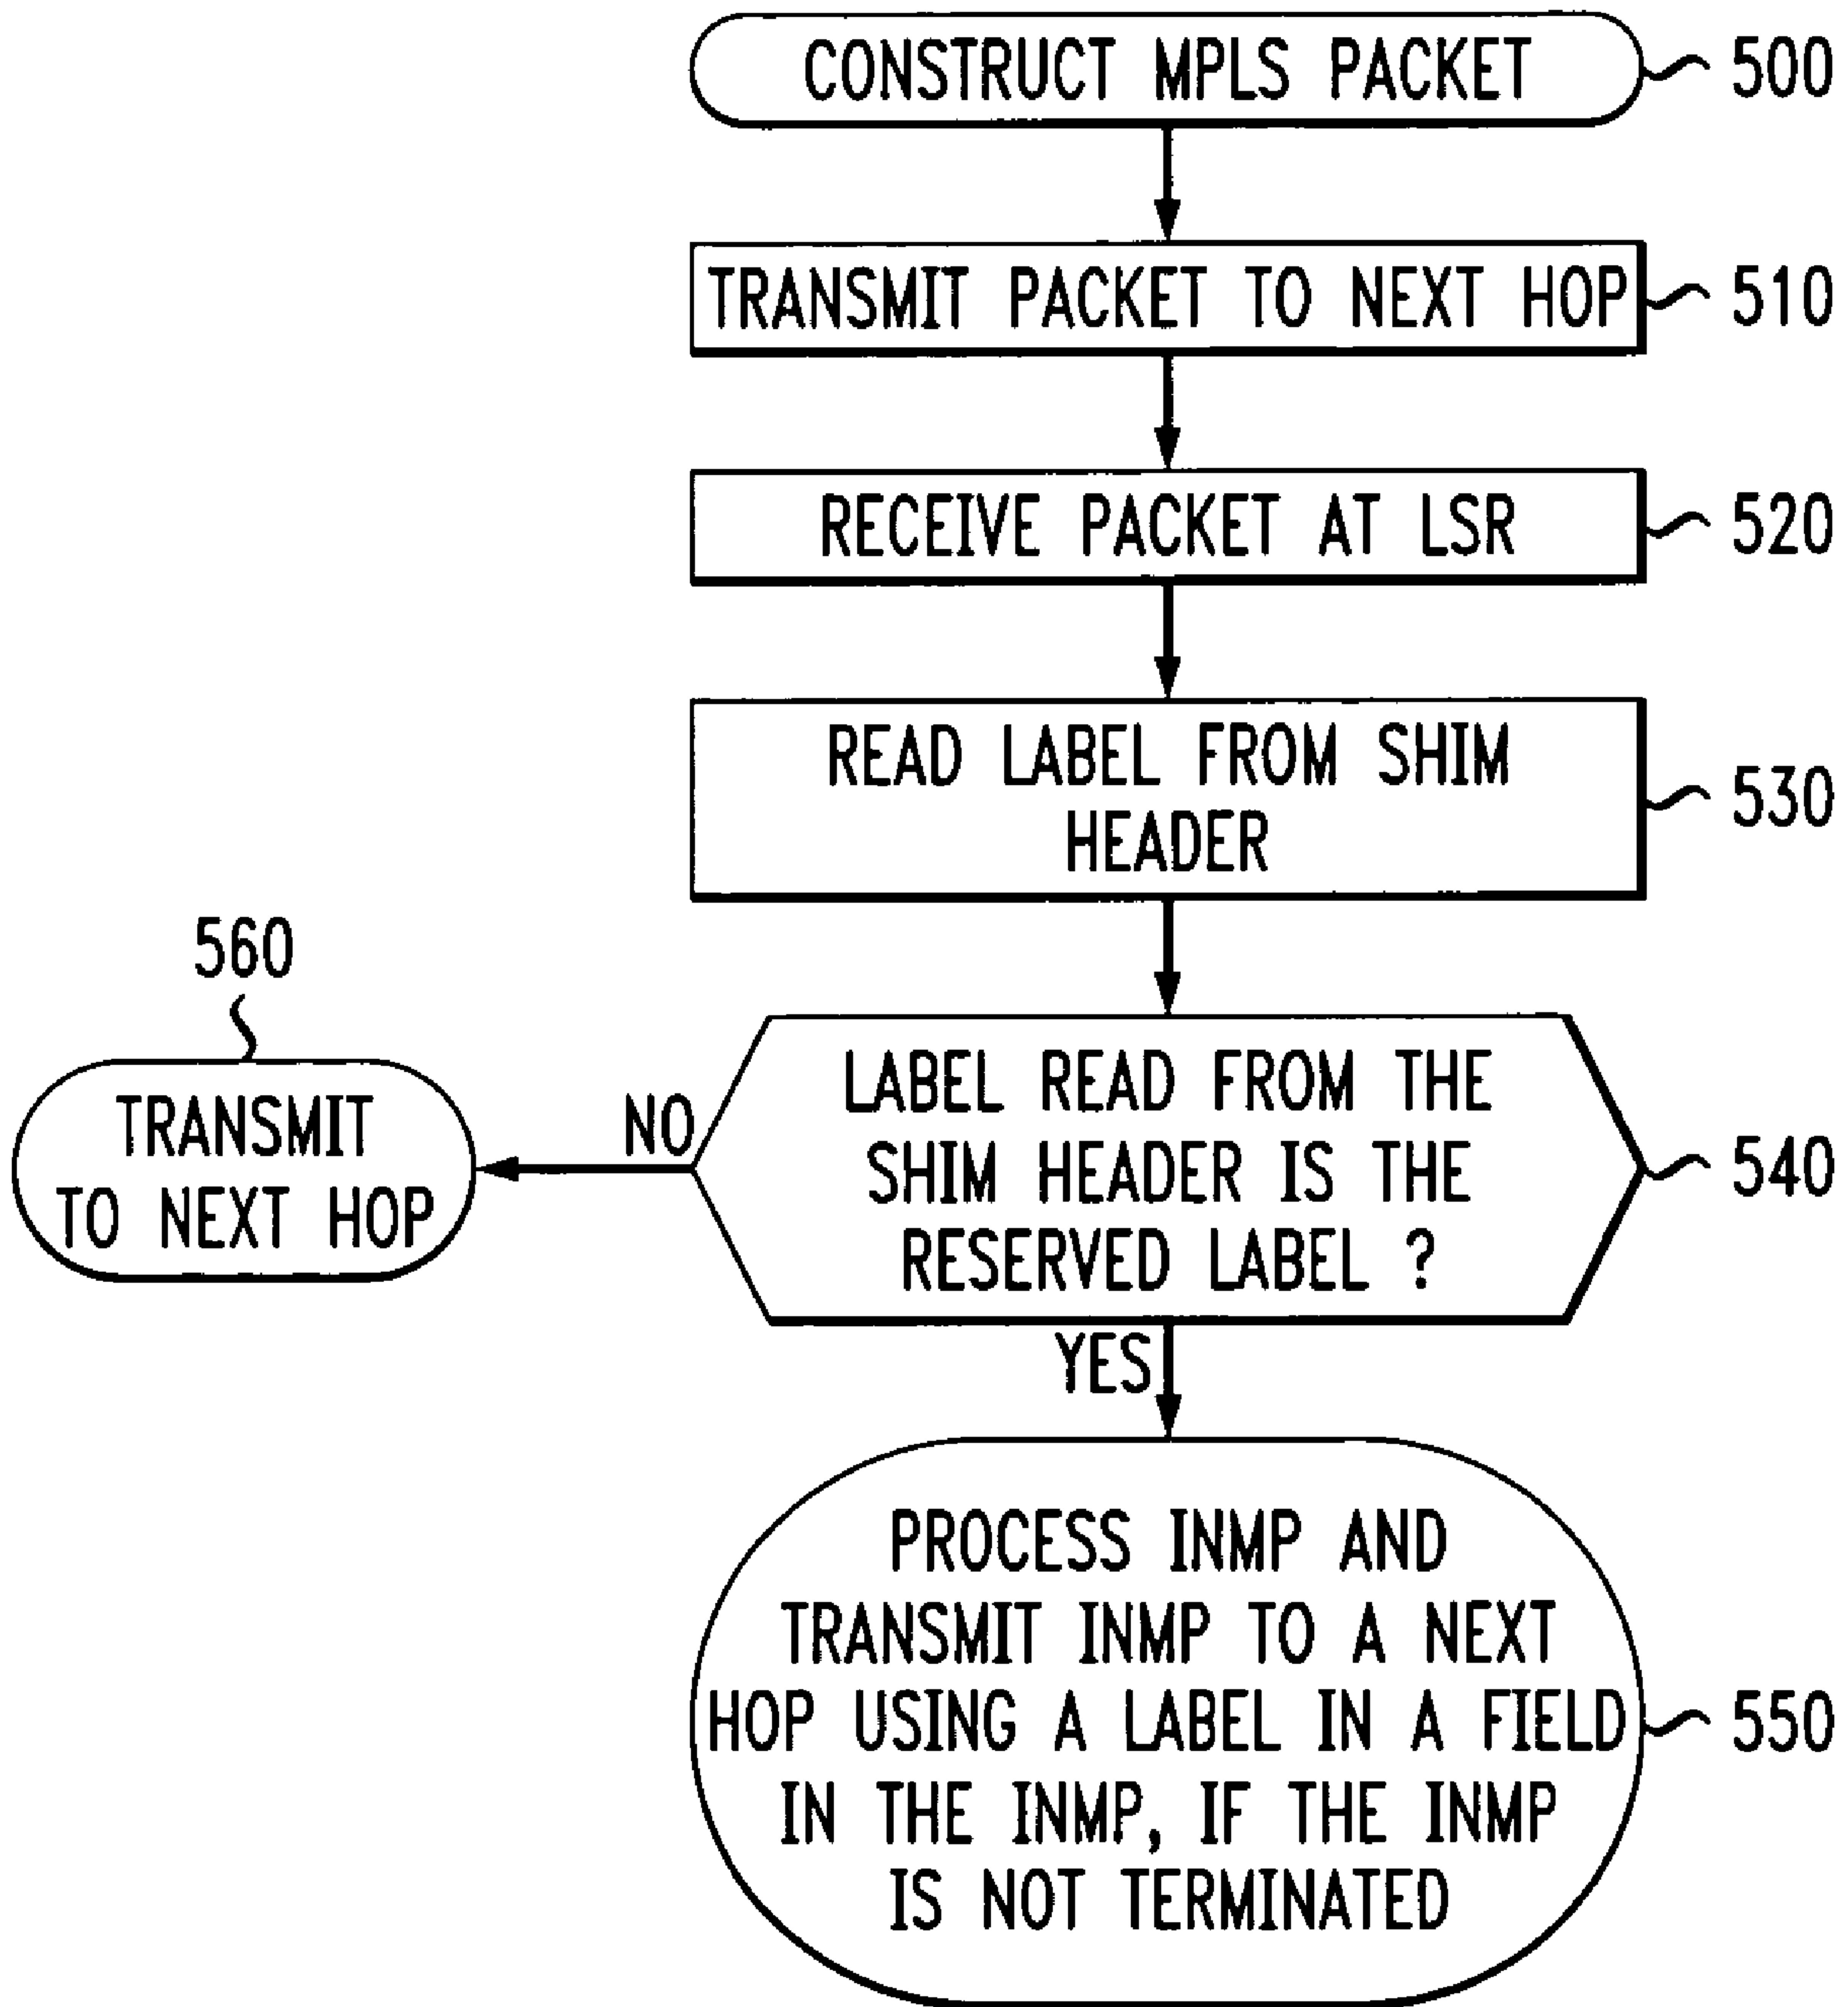 CONSTRUCT MPLS PACKET
500
TRANSMIT PACKET TO NEXT HOP
510
RECEIVE PACKET AT LSR
520
READ LABEL FROM SHIM
HEADER
530
560
TRANSMIT
TO NEXT HOP
NO
LABEL READ FROM THE
SHIM HEADER IS THE
RESERVED LABEL ?
540
YES
PROCESS INMP AND
TRANSMIT INMP TO A NEXT
HOP USING A LABEL IN A FIELD
IN THE INMP, IF THE INMP
IS NOT TERMINATED
550